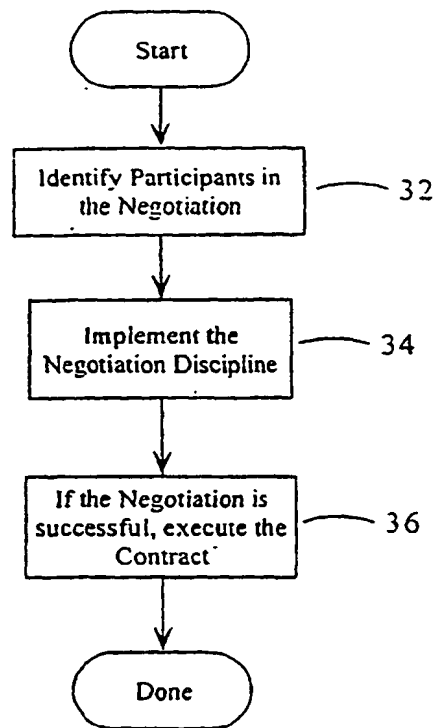 Start
Identify Participants in
the Negotiation
32
Implement the
Negotiation Discipline
34
If the Negotiation is
successful, execute the
Contract
36
Done